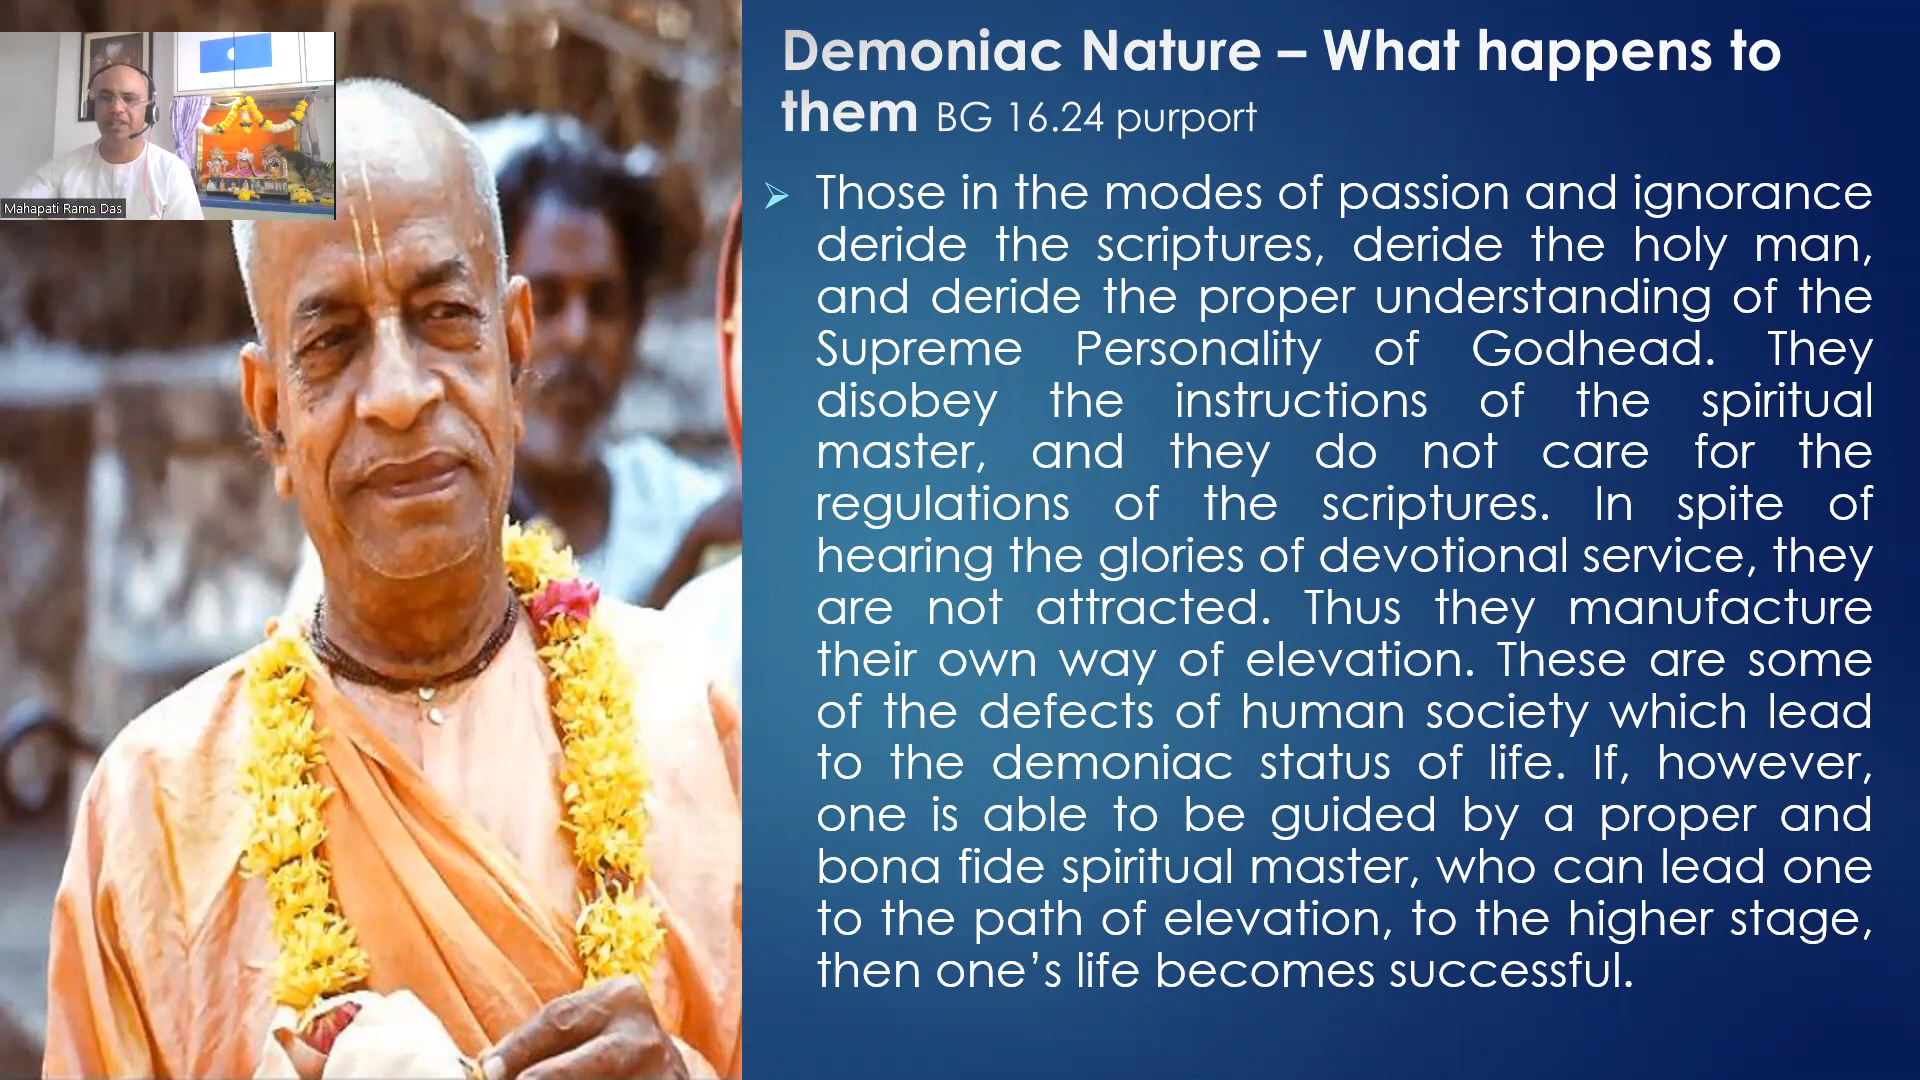 Demoniac Nature – What happens to
them BG 16.24 purport
Mahapati Rama Das
Those in the modes of passion and ignorance
deride the scriptures, deride the holy man,
and deride the proper understanding of the
Supreme Personality of Godhead. They
disobey the instructions of the spiritual
master, and they do not care for the
regulations of the scriptures. In spite of
hearing the glories of devotional service, they
are not attracted. Thus they manufacture
their own way of elevation. These are some
of the defects of human society which lead
to the demoniac status of life. If, however,
one is able to be guided by a proper and
bona fide spiritual master, who can lead one
to the path of elevation, to the higher stage,
then one’s life becomes successful.